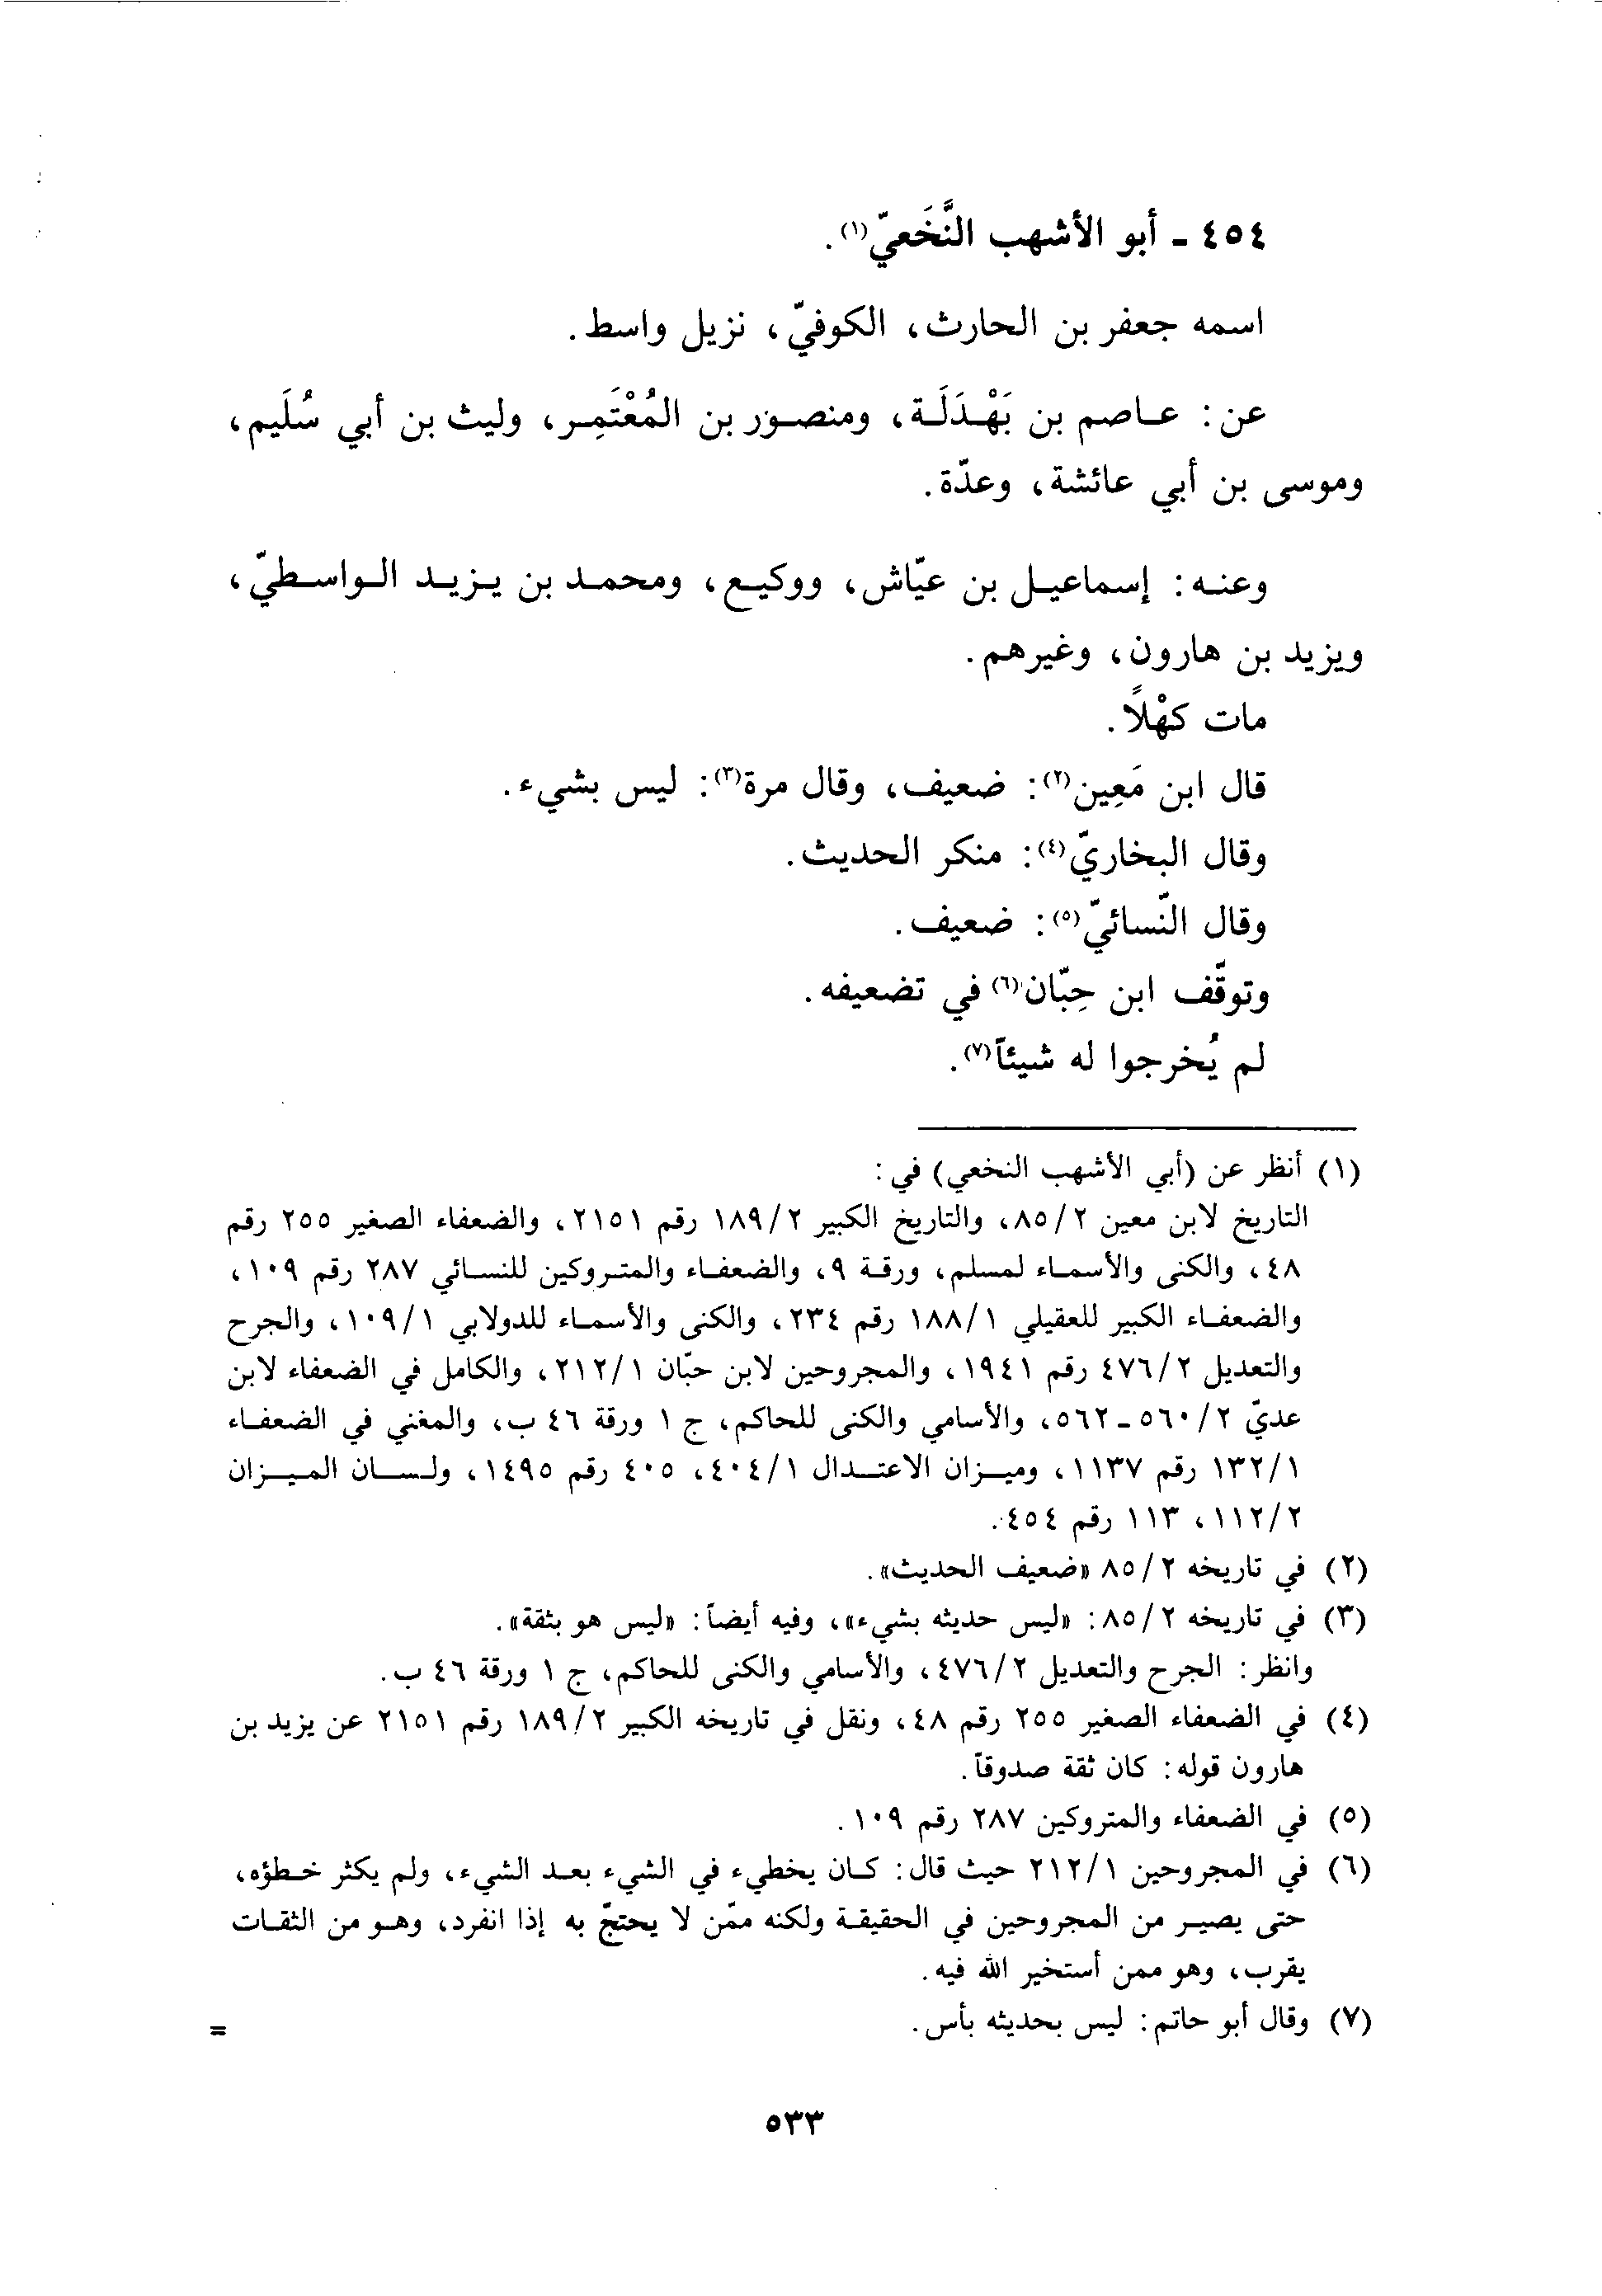 ٤٥٤ - أبو الأشهب النَّخَعيّ(١).
اسمه جعفر بن الحارث، الكوفيّ، نزيل واسط.
عن: عاصم بن بَهْدَلَة، ومنصور بن المُعْتَمِر، وليث بن أبي سُلَيم،
وموسى بن أبي عائشة، وعدّة.
وعنه: إسماعيل بن عيّاش، ووكيع، ومحمد بن يزيد الواسطيّ،
ويزيد بن هارون، وغيرهم.
مات كهْلاً.
قال ابن مَعِين(٢): ضعيف، وقال مرة(٣): ليس بشيء.
وقال البخاريّ(٤): منكر الحديث.
وقال النّسائيّ(٥): ضعيف.
وتوقّف ابن حِبّان(٦) في تضعيفه.
لم يُخرجوا له شيئاً(٧).
(١) أنظر عن (أبي الأشهب النخعي) في:
التاريخ لابن معين ٨٥/٢، والتاريخ الكبير ١٨٩/٢ رقم ٢١٥١، والضعفاء الصغير ٢٥٥ رقم
٤٨، والكنى والأسماء لمسلم، ورقة ٩، والضعفاء والمتروكين للنسائي ٢٨٧ رقم ١٠٩،
والضعفاء الكبير للعقيلي ١٨٨/١ رقم ٢٣٤، والكنى والأسماء للدولابي ١٠٩/١، والجرح
والتعديل ٤٧٦/٢ رقم ١٩٤١، والمجروحين لابن حبّان ٢١٢/١، والكامل في الضعفاء لابن
عديّ ٥٦٠/٢ - ٥٦٢، والأسامي والكنى للحاكم، ج ١ ورقة ٤٦ ب، والمغني في الضعفاء
١٣٢/١ رقم ١١٣٧، وميزان الاعتدال ٤٠٤/١، ٤٠٥ رقم ١٤٩٥، ولسان الميزان
١١٢/٢، ١١٣ رقم ٤٥٤.
(٢) في تاريخه ٨٥/٢ «ضعيف الحديث».
(٣) في تاريخه ٨٥/٢: «ليس حديثه بشيء»، وفيه أيضاً: «ليس هو بثقة».
وانظر: الجرح والتعديل ٤٧٦/٢، والأسامي والكنى للحاكم، ج ١ ورقة ٤٦ ب.
(٤) في الضعفاء الصغير ٢٥٥ رقم ٤٨، ونقل في تاريخه الكبير ١٨٩/٢ رقم ٢١٥١ عن يزيد بن
هارون قوله: كان ثقة صدوقاً.
(٥) في الضعفاء والمتروكين ٢٨٧ رقم ١٠٩.
(٦) في المجروحين ٢١٢/١ حيث قال: كان يخطيء في الشيء بعد الشيء، ولم يكثر خطؤه،
حتى يصير من المجروحين في الحقيقة ولكنه ممّن لا يحتجّ به إذا انفرد، وهو من الثقات
يقرب، وهو ممن أستخير الله فيه.
(٧) وقال أبو حاتم: ليس بحديثه بأس.
=
٥٣٣